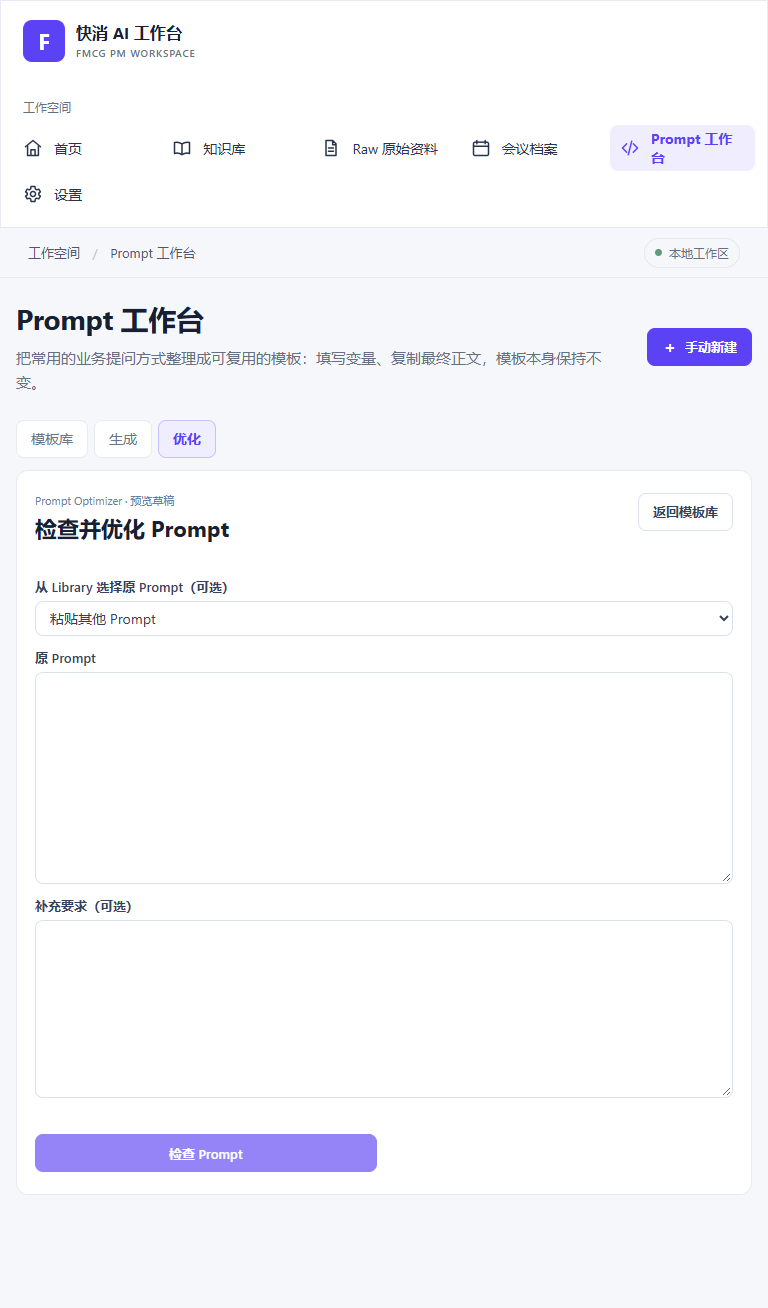 F
快消 AI 工作台
FMCG PM WORKSPACE
工作空间
首页
知识库
Raw 原始资料
会议档案
Prompt 工作
台
设置
工作空间 / Prompt 工作台
本地工作区
Prompt 工作台
把常用的业务提问方式整理成可复用的模板：填写变量、复制最终正文，模板本身保持不
变。
+ 手动新建
模板库
生成
优化
Prompt Optimizer · 预览草稿
检查并优化 Prompt
返回模板库
从 Library 选择原 Prompt（可选）
粘贴其他 Prompt
原 Prompt
补充要求（可选）
检查 Prompt